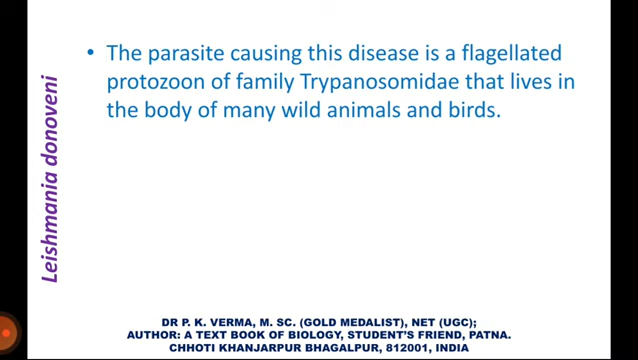 • The parasite causing this disease is a flagellated
protozoon of family Trypanosomidae that lives in
the body of many wild animals and birds.
Leishmania donoveni
DR P. K. VERMA, M. SC. (GOLD MEDALIST), NET (UGC);
AUTHOR: A TEXT BOOK OF BIOLOGY, STUDENT'S FRIEND, PATNA.
CHHOTI KHANJARPUR BHAGALPUR, 812001, INDIA